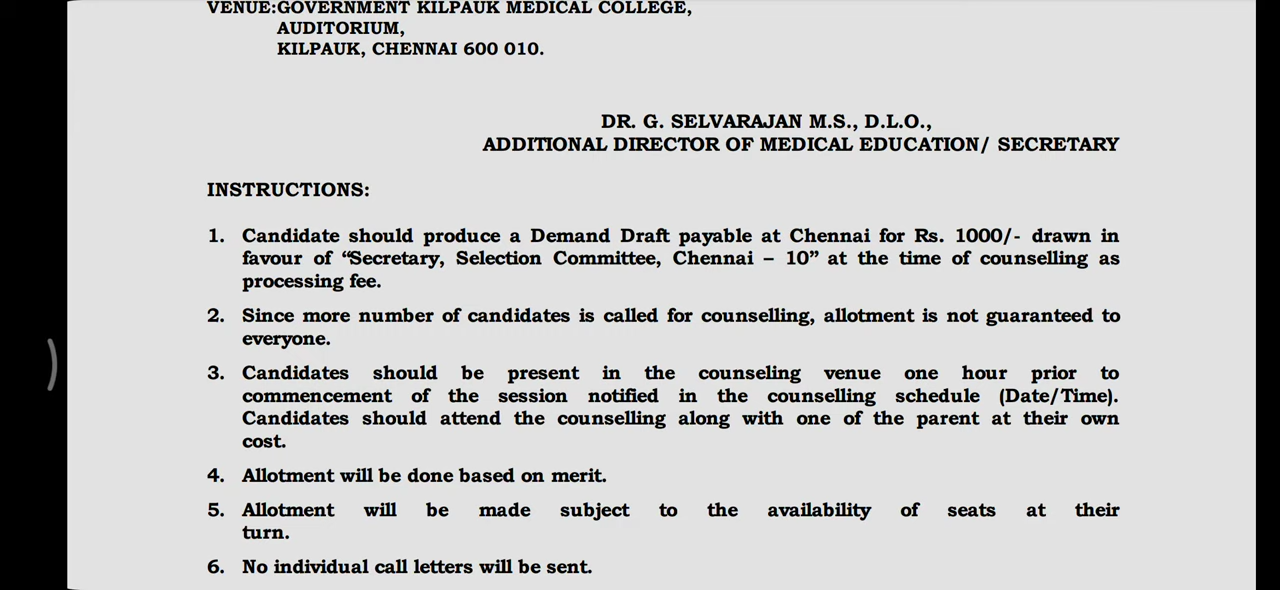 VENUE:GOVERNMENT KILPAUK MEDICAL COLLEGE,
AUDITORIUM,
KILPAUK, CHENNAI 600 010.
DR. G. SELVARAJAN M.S., D.L.O.,
ADDITIONAL DIRECTOR OF MEDICAL EDUCATION/ SECRETARY
INSTRUCTIONS:
1. Candidate should produce a Demand Draft payable at Chennai for Rs. 1000/- drawn in
favour of “Secretary, Selection Committee, Chennai – 10” at the time of counselling as
processing fee.
2. Since more number of candidates is called for counselling, allotment is not guaranteed to
everyone.
3. Candidates should be present in the counseling venue one hour prior to
commencement of the session notified in the counselling schedule (Date/Time).
Candidates should attend the counselling along with one of the parent at their own
cost.
4. Allotment will be done based on merit.
5. Allotment will be made subject to the availability of seats at their
turn.
6. No individual call letters will be sent.